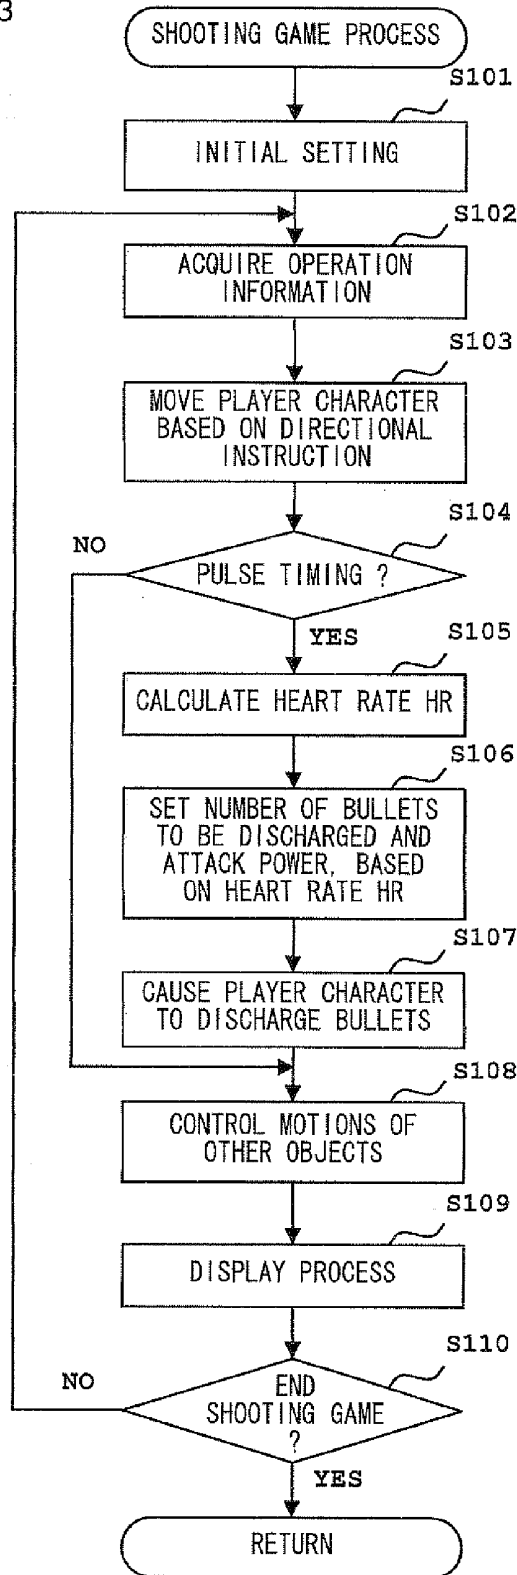 3
SHOOTING GAME PROCESS
S101
INITIAL SETTING
S102
ACQUIRE OPERATION
INFORMATION
S103
MOVE PLAYER CHARACTER
BASED ON DIRECTIONAL
INSTRUCTION
S104
NO
PULSE TIMING ?
YES
S105
CALCULATE HEART RATE HR
S106
SET NUMBER OF BULLETS
TO BE DISCHARGED AND
ATTACK POWER, BASED
ON HEART RATE HR
S107
CAUSE PLAYER CHARACTER
TO DISCHARGE BULLETS
S108
CONTROL MOTIONS OF
OTHER OBJECTS
S109
DISPLAY PROCESS
S110
NO
END
SHOOTING GAME
?
YES
RETURN